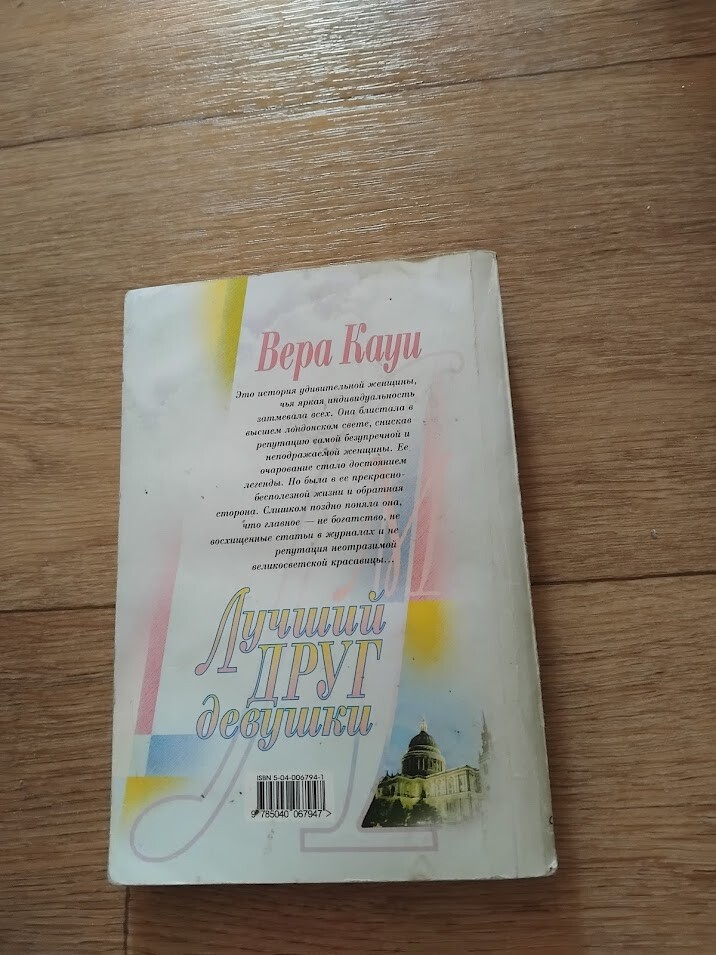 Вера Кауи
Это история удивительной женщины,
чья яркая индивидуальность
затмевала всех. Она блистала в
высшем лондонском свете, снискав
репутацию самой безупречной и
неподражаемой женщины. Ее
очарование стало достоянием
легенды. Но была в ее прекрасно-
бесполезной жизни и обратная
сторона. Слишком поздно поняла она,
что главное — не богатство, не
восхищенные статьи в журналах и не
репутация неотразимой
великосветской красавицы...
Лучший
ДРУГ
девушки
ISBN 5-04-006794-1
9 785040 067947 >